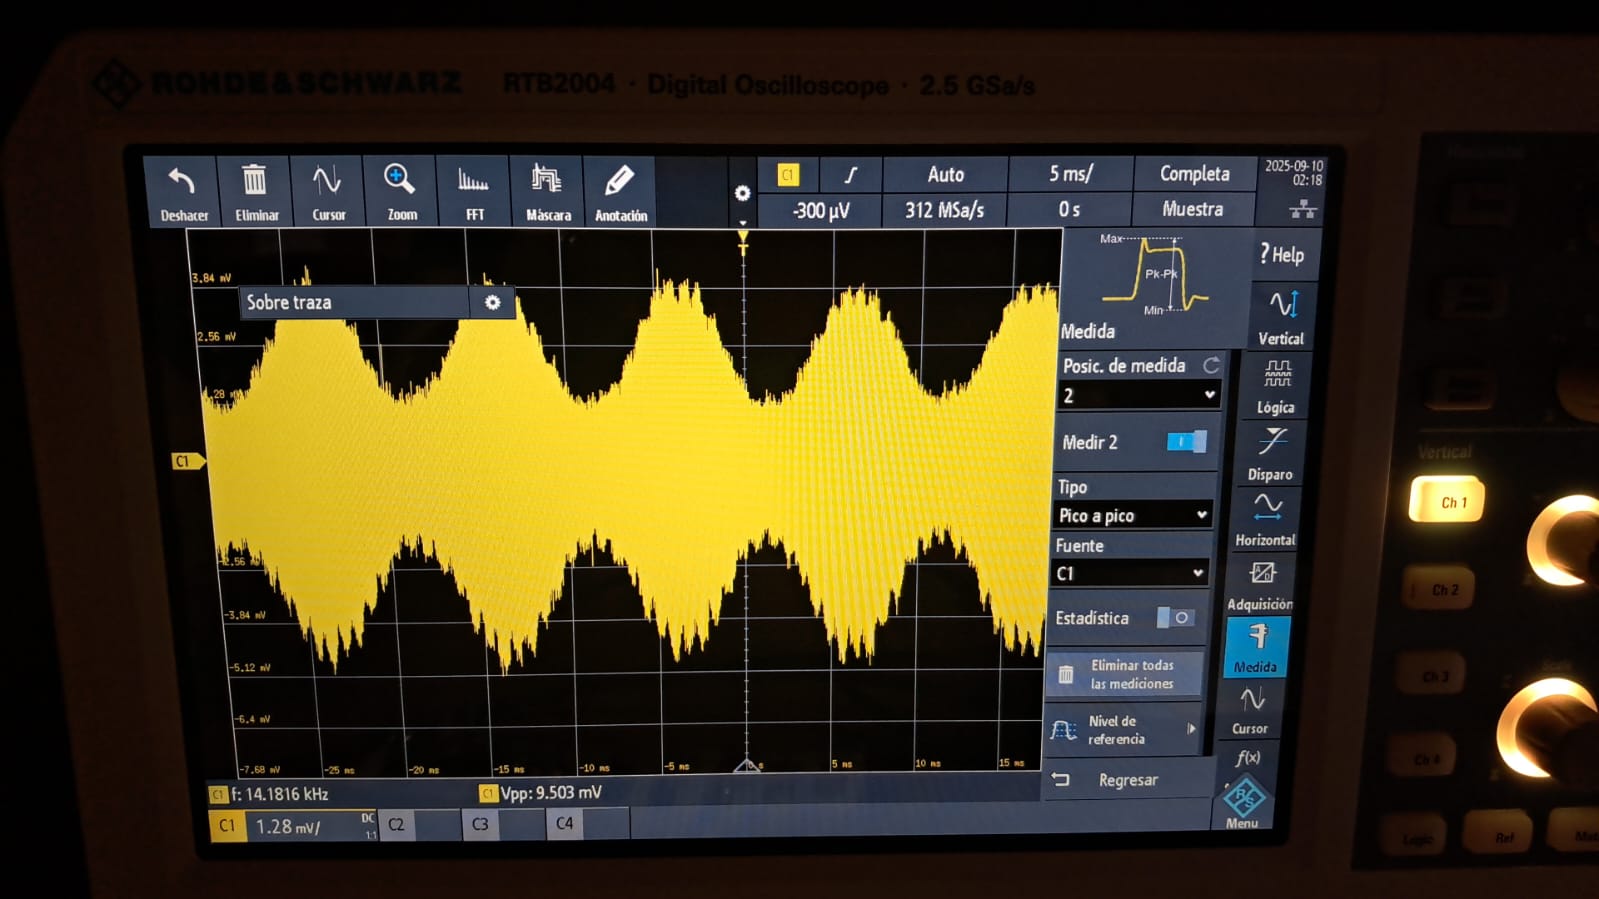 ROHDE & SCHWARZ RTB2004 · Digital Oscilloscope · 2.5 GSa/s
Deshacer Eliminar Cursor Zoom FFT Máscara Anotación
C1 Auto 5 ms/ Completa 2025-09-10
-300 µV 312 MSa/s 0 s Muestra 02:18
T
3.84 mV
Sobre traza
2.56 mV
C1
-2.56 mV
-3.84 mV
-5.12 mV
-6.4 mV
-7.68 mV -25 ms -20 ms -15 ms -10 ms -5 ms 5 ms 10 ms 15 ms
Max
Pk-Pk
Min
Medida
Posic. de medida
2
Medir 2
Tipo
Pico a pico
Fuente
C1
Estadística
Eliminar todas
las mediciones
Nivel de
referencia
Regresar
? Help
Vertical
Lógica
Disparo
Horizontal
Adquisición
Medida
Cursor
f(x)
Menu
C1 f: 14.1816 kHz C1 Vpp: 9.503 mV
C1 1.28 mV/ DC 1:1 C2 C3 C4
Vertical
Ch 1
Ch 2
Ch 3
Ch 4
Logic Ref